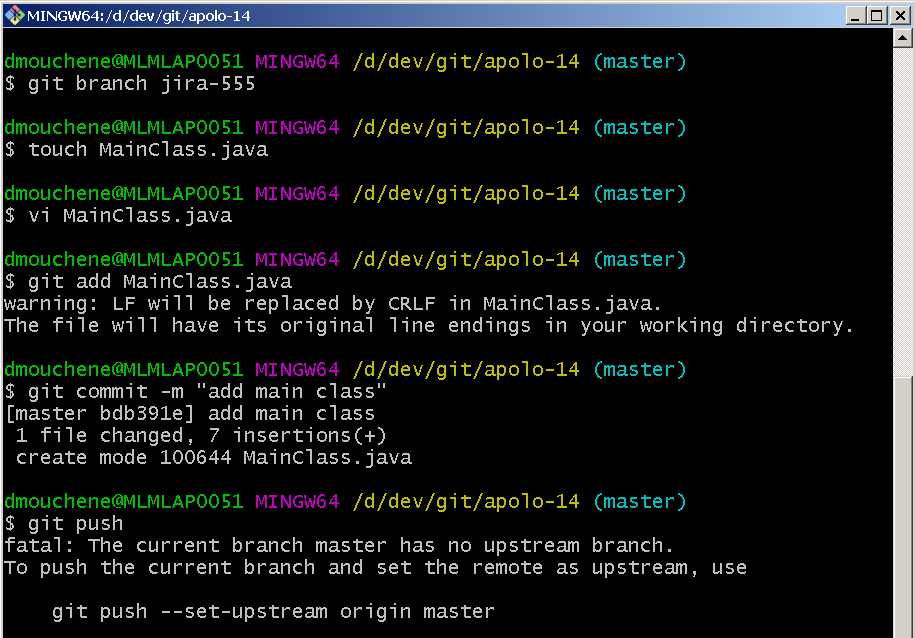 MINGW64:/d/dev/git/apolo-14
dmouchene@MLMLAP0051 MINGW64 /d/dev/git/apolo-14 (master)
$ git branch jira-555
dmouchene@MLMLAP0051 MINGW64 /d/dev/git/apolo-14 (master)
$ touch MainClass.java
dmouchene@MLMLAP0051 MINGW64 /d/dev/git/apolo-14 (master)
$ vi MainClass.java
dmouchene@MLMLAP0051 MINGW64 /d/dev/git/apolo-14 (master)
$ git add MainClass.java
warning: LF will be replaced by CRLF in MainClass.java.
The file will have its original line endings in your working directory.
dmouchene@MLMLAP0051 MINGW64 /d/dev/git/apolo-14 (master)
$ git commit -m "add main class"
[master bdb391e] add main class
 1 file changed, 7 insertions(+)
 create mode 100644 MainClass.java
dmouchene@MLMLAP0051 MINGW64 /d/dev/git/apolo-14 (master)
$ git push
fatal: The current branch master has no upstream branch.
To push the current branch and set the remote as upstream, use
    git push --set-upstream origin master